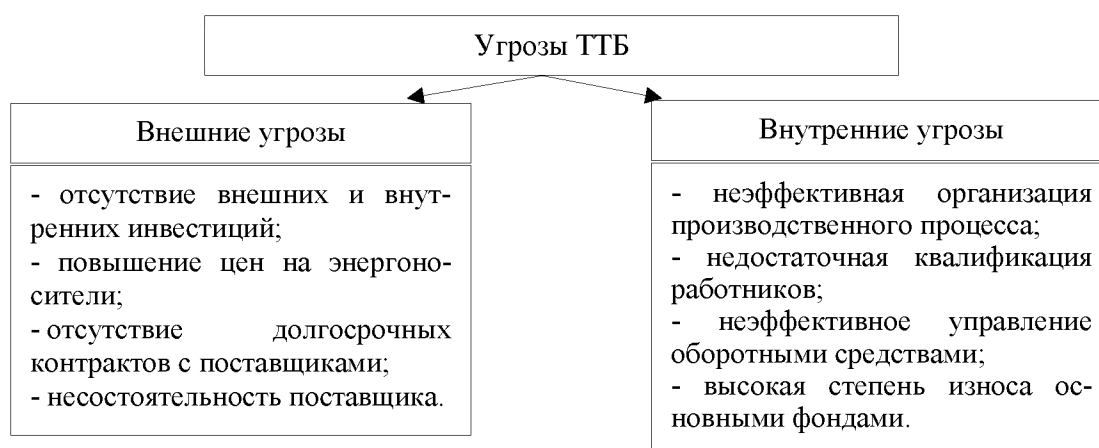 Угрозы ТТБ
Внешние угрозы
- отсутствие внешних и внут-
ренних инвестиций;
- повышение цен на энергоно-
сители;
- отсутствие долгосрочных
контрактов с поставщиками;
- несостоятельность поставщика.
Внутренние угрозы
- неэффективная организация
производственного процесса;
- недостаточная квалификация
работников;
- неэффективное управление
оборотными средствами;
- высокая степень износа ос-
новными фондами.